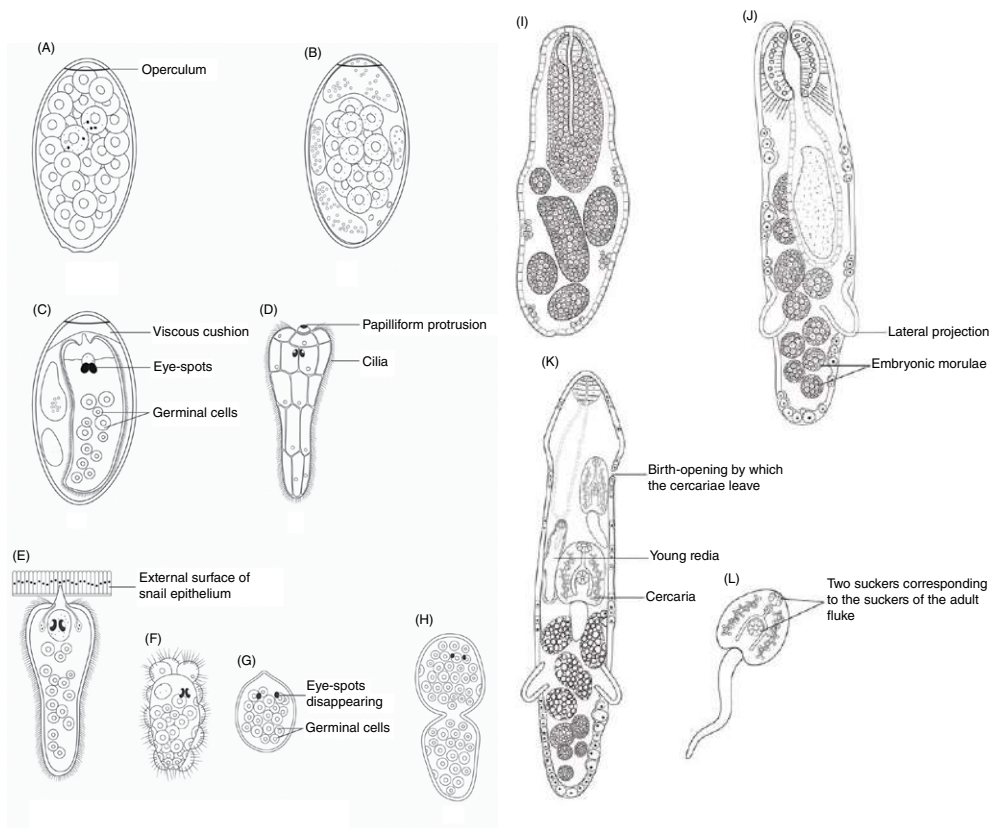 (A)
Operculum
(B)
(C)
Viscous cushion
Eye-spots
Germinal cells
(D)
Papilliform protrusion
Cilia
(E)
External surface of
snail epithelium
(F)
(G)
Eye-spots
disappearing
Germinal cells
(H)
(I)
(J)
Lateral projection
Embryonic morulae
(K)
Birth-opening by which
the cercariae leave
Young redia
Cercaria
(L)
Two suckers corresponding
to the suckers of the adult
fluke